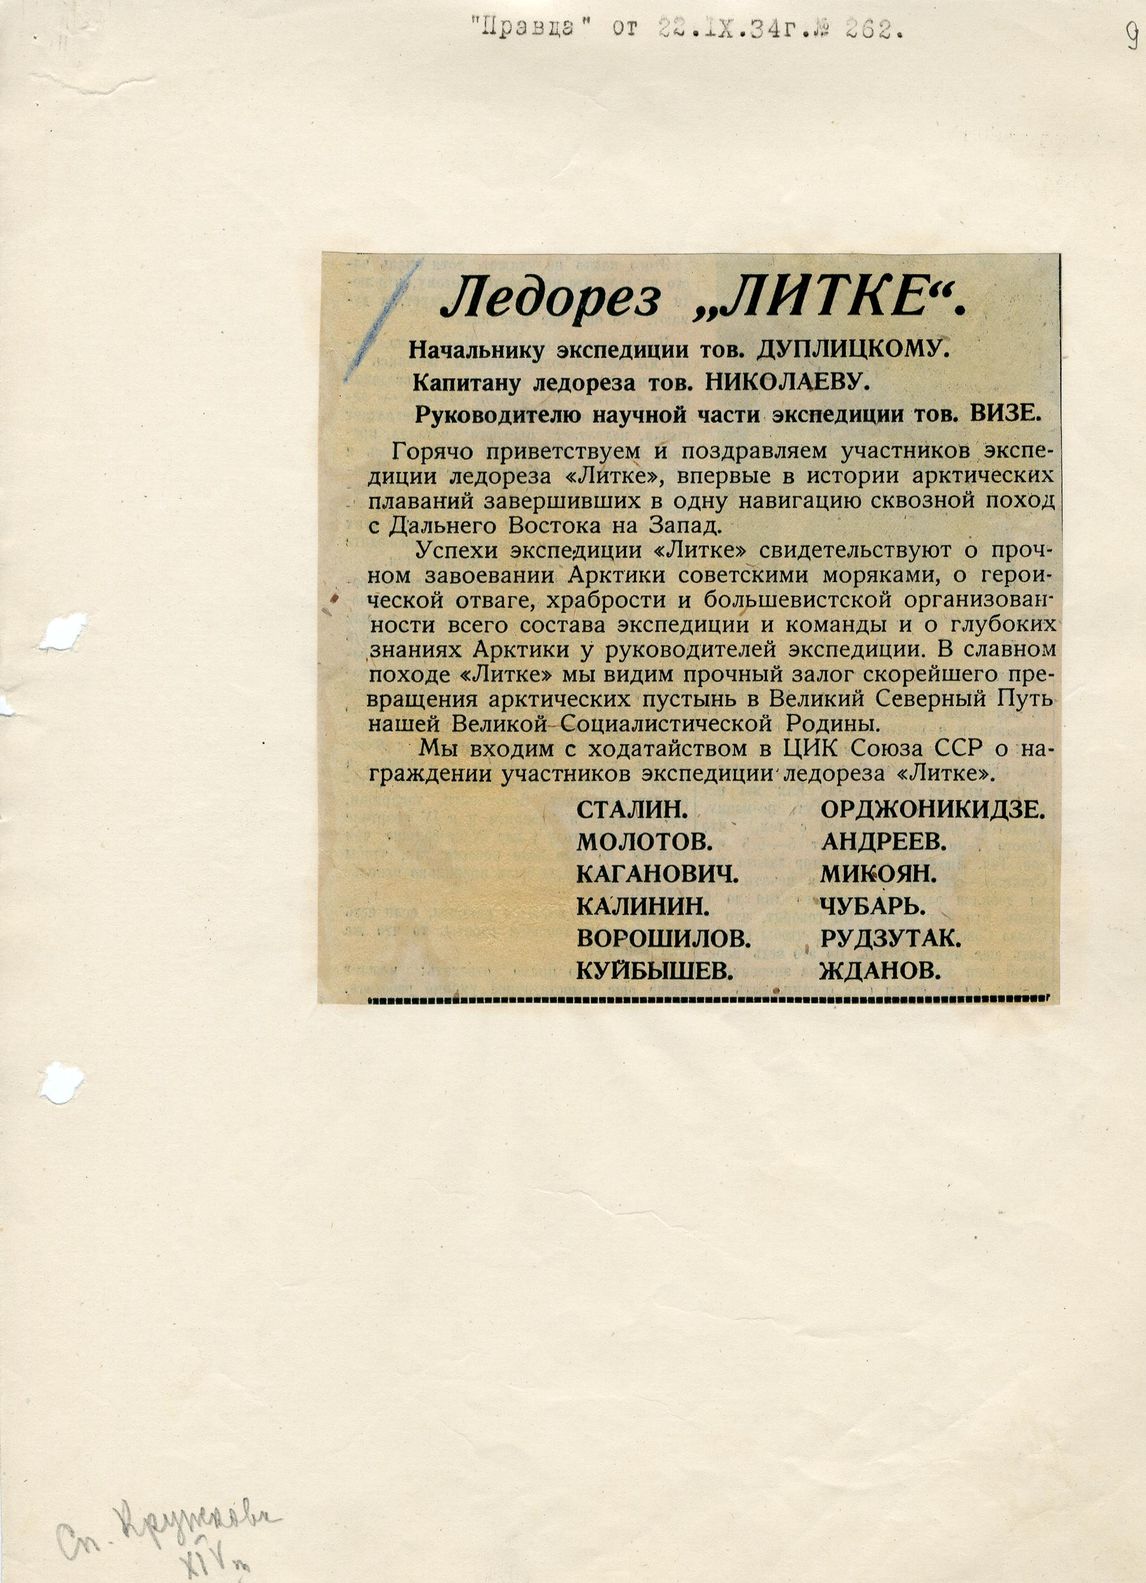 "Правда" от 22.IX.34г.№ 262.
9
Ледорез „ЛИТКЕ“.
Начальнику экспедиции тов. ДУПЛИЦКОМУ.
Капитану ледореза тов. НИКОЛАЕВУ.
Руководителю научной части экспедиции тов. ВИЗЕ.
Горячо приветствуем и поздравляем участников экспе-
диции ледореза «Литке», впервые в истории арктических
плаваний завершивших в одну навигацию сквозной поход
с Дальнего Востока на Запад.
Успехи экспедиции «Литке» свидетельствуют о проч-
ном завоевании Арктики советскими моряками, о герои-
ческой отваге, храбрости и большевистской организован-
ности всего состава экспедиции и команды и о глубоких
знаниях Арктики у руководителей экспедиции. В славном
походе «Литке» мы видим прочный залог скорейшего пре-
вращения арктических пустынь в Великий Северный Путь
нашей Великой Социалистической Родины.
Мы входим с ходатайством в ЦИК Союза ССР о на-
граждении участников экспедиции ледореза «Литке».
СТАЛИН. ОРДЖОНИКИДЗЕ.
МОЛОТОВ. АНДРЕЕВ.
КАГАНОВИЧ. МИКОЯН.
КАЛИНИН. ЧУБАРЬ.
ВОРОШИЛОВ. РУДЗУТАК.
КУЙБЫШЕВ. ЖДАНОВ.
Сп. Кружкова